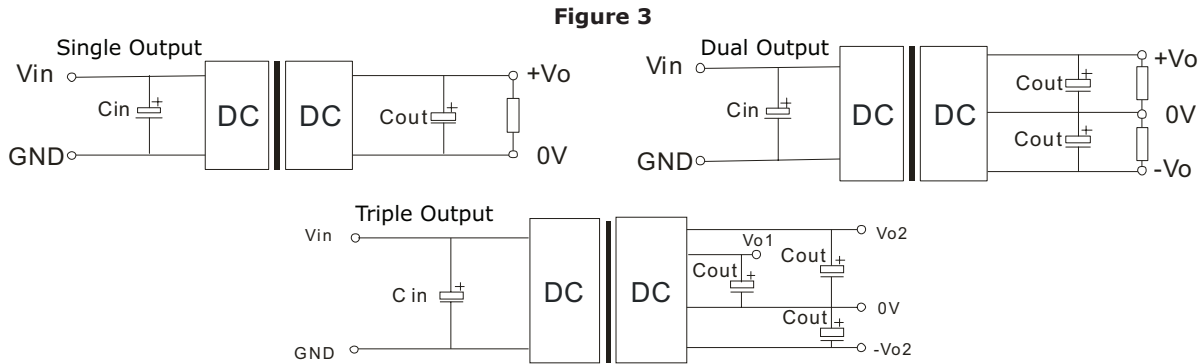 Figure 3
Single Output
Vin
Cin
GND
DC
DC
Cout
+Vo
0V
Dual Output
Vin
Cin
GND
DC
DC
Cout
Cout
+Vo
0V
-Vo
Triple Output
Vin
C in
GND
DC
DC
Vo1
Cout
Cout
Cout
Vo2
0V
-Vo2